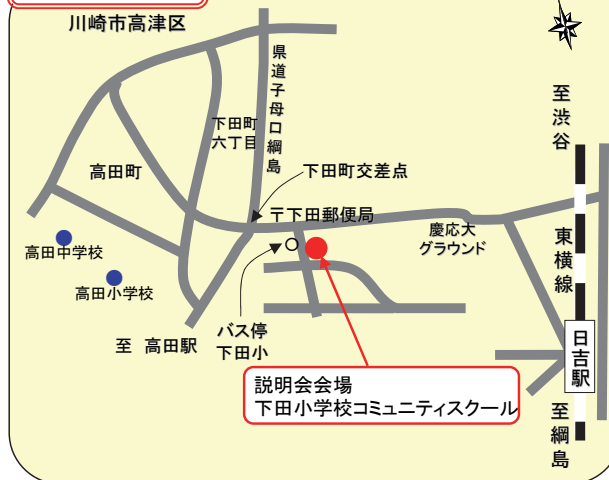 川崎市高津区
県道子母口綱島
至渋谷
下田町
六丁目
高田町
下田町交差点
〒下田郵便局
慶応大
グラウンド
東横線
高田中学校
高田小学校
バス停
下田小
至 高田駅
日吉駅
説明会会場
下田小学校コミュニティスクール
至綱島